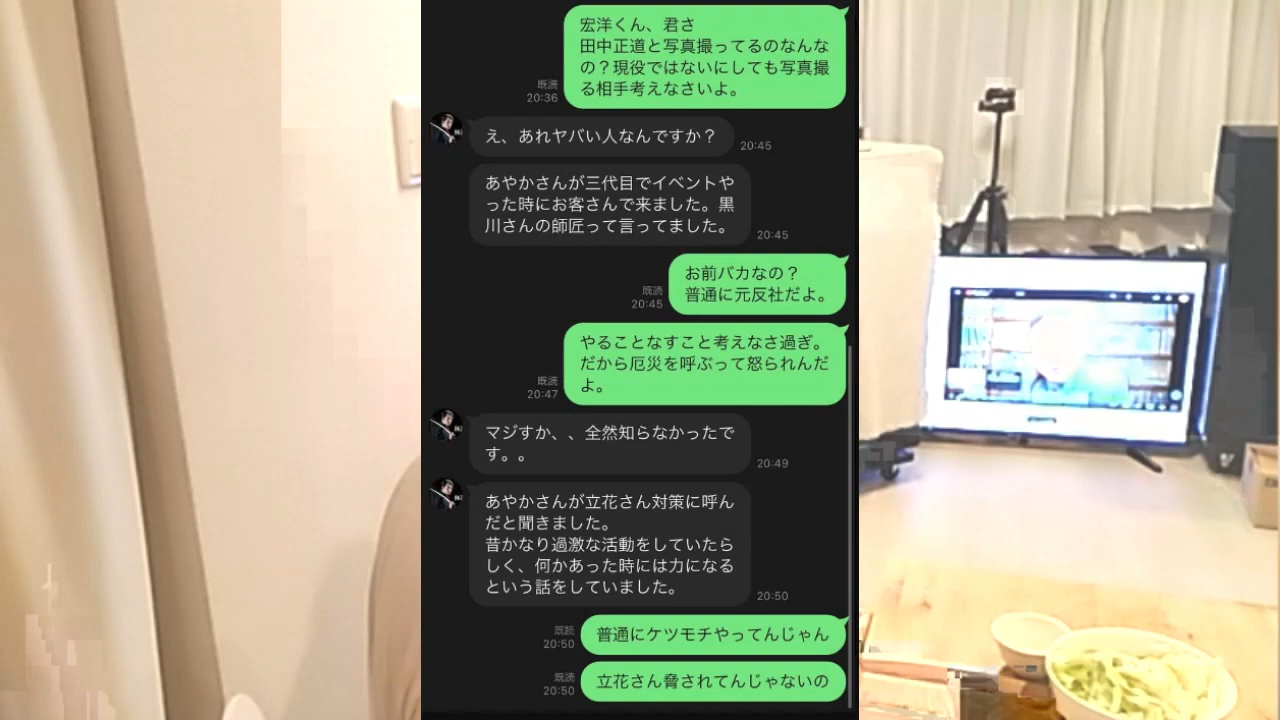 宏洋くん、君さ
田中正道と写真撮ってるのなんな
の？現役ではないにしても写真撮
る相手考えなさいよ。
既読
20:36
え、あれヤバい人なんですか？
20:45
あやかさんが三代目でイベントや
った時にお客さんで来ました。黒
川さんの師匠って言ってました。
20:45
お前バカなの？
普通に元反社だよ。
既読
20:45
やることなすこと考えなさ過ぎ。
だから厄災を呼ぶって怒られんだ
よ。
既読
20:47
マジすか、、全然知らなかったで
す。。
20:49
あやかさんが立花さん対策に呼ん
だと聞きました。
昔かなり過激な活動をしていたら
しく、何かあった時には力になる
という話をしていました。
20:50
普通にケツモチやってんじゃん
既読
20:50
立花さん脅されてんじゃないの
既読
20:50